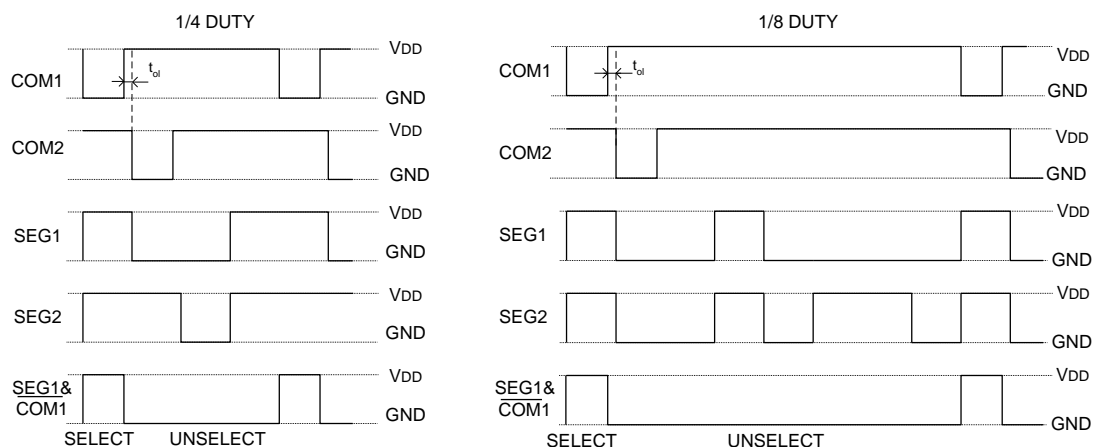 1/4 DUTY
COM1
tol
VDD
GND
COM2
VDD
GND
SEG1
VDD
GND
SEG2
VDD
GND
SEG1&
COM1
VDD
GND
SELECT UNSELECT
1/8 DUTY
COM1
tol
VDD
GND
COM2
VDD
GND
SEG1
VDD
GND
SEG2
VDD
GND
SEG1
&
COM1
VDD
GND
SELECT UNSELECT